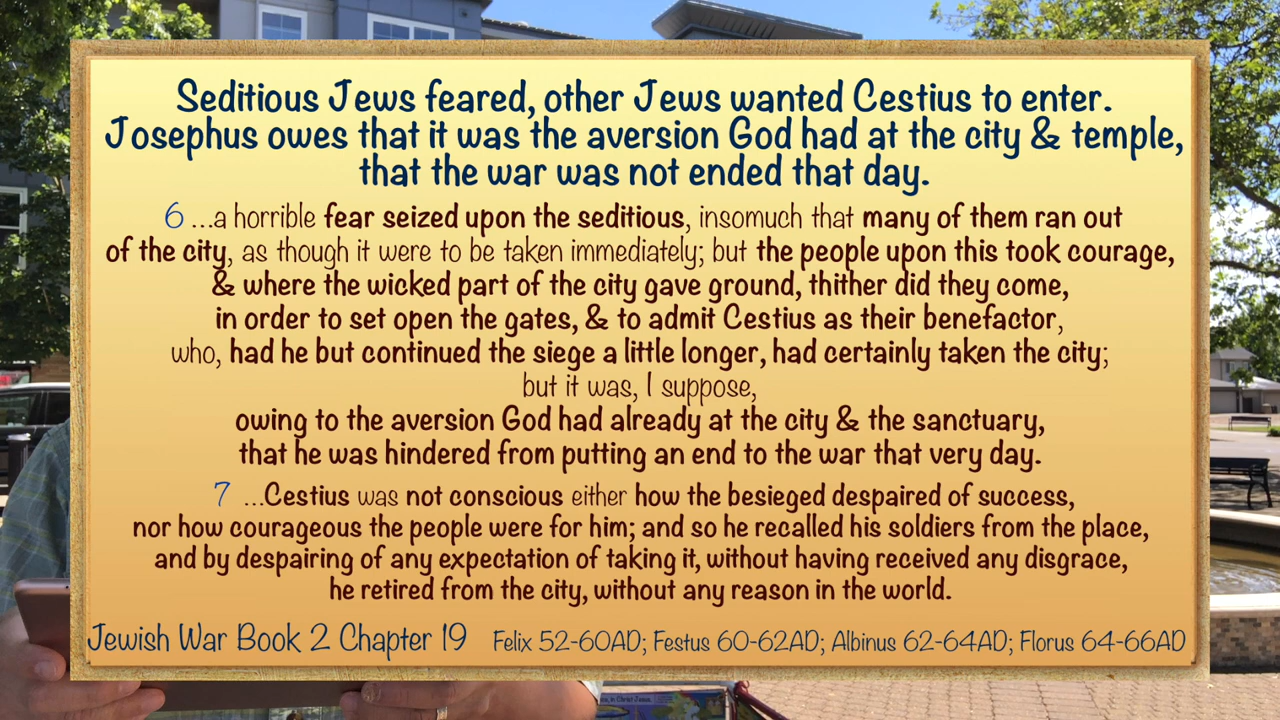 Seditious Jews feared, other Jews wanted Cestius to enter.
Josephus owes that it was the aversion God had at the city & temple,
that the war was not ended that day.
6 ...a horrible fear seized upon the seditious, insomuch that many of them ran out
of the city, as though it were to be taken immediately; but the people upon this took courage,
& where the wicked part of the city gave ground, thither did they come,
in order to set open the gates, & to admit Cestius as their benefactor,
who, had he but continued the siege a little longer, had certainly taken the city;
but it was, I suppose,
owing to the aversion God had already at the city & the sanctuary,
that he was hindered from putting an end to the war that very day.
7 ...Cestius was not conscious either how the besieged despaired of success,
nor how courageous the people were for him; and so he recalled his soldiers from the place,
and by despairing of any expectation of taking it, without having received any disgrace,
he retired from the city, without any reason in the world.
Jewish War Book 2 Chapter 19 Felix 52-60AD; Festus 60-62AD; Albinus 62-64AD; Florus 64-66AD